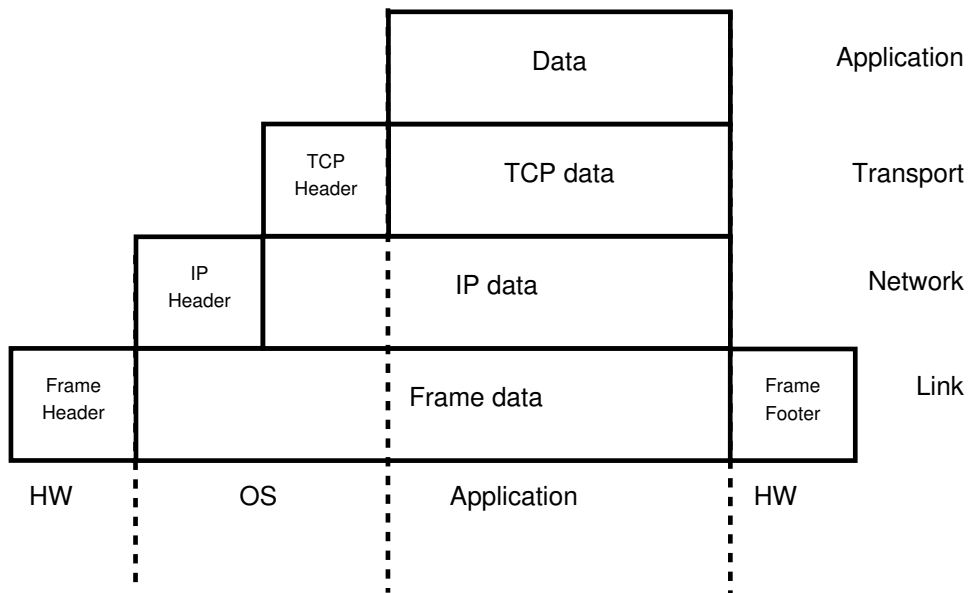 Data
Application
TCP
Header
TCP data
Transport
IP
Header
IP data
Network
Frame
Header
Frame data
Frame
Footer
Link
HW
OS
Application
HW